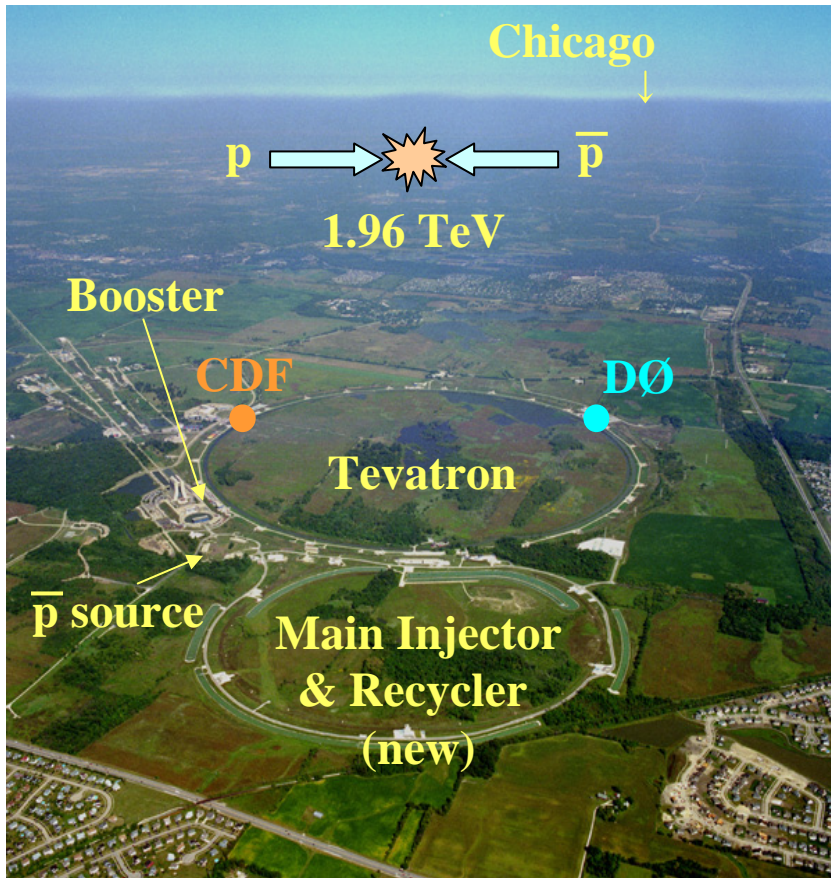 Chicago
↓
p p̅
1.96 TeV
Booster
CDF DØ
Tevatron
p̅ source
Main Injector
& Recycler
(new)